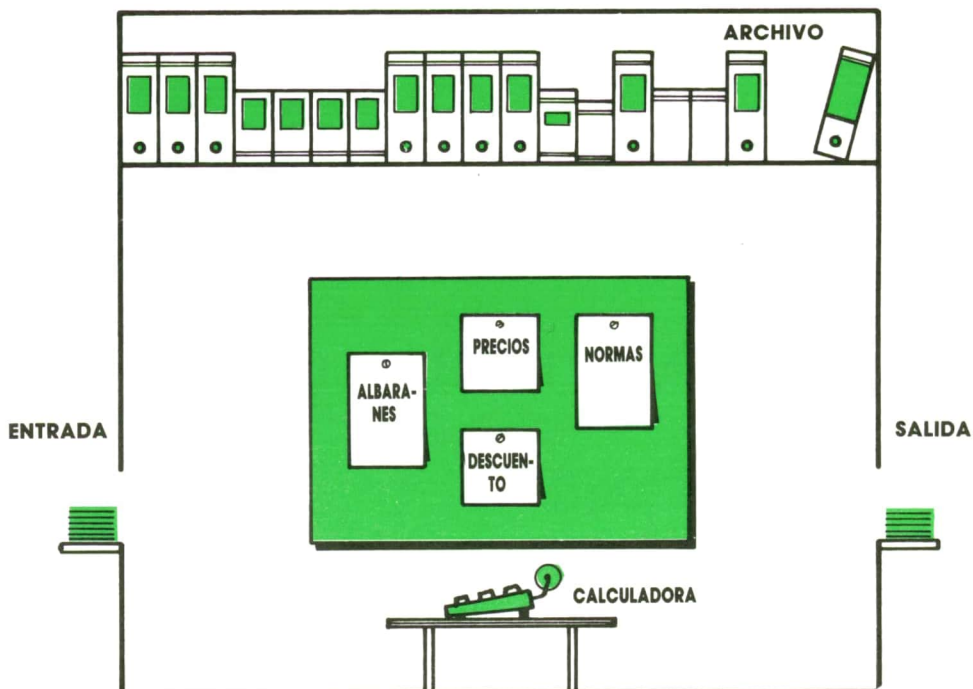 ARCHIVO
PRECIOS
NORMAS
ALBARA-
NES
ENTRADA
SALIDA
DESCUEN-
TO
CALCULADORA